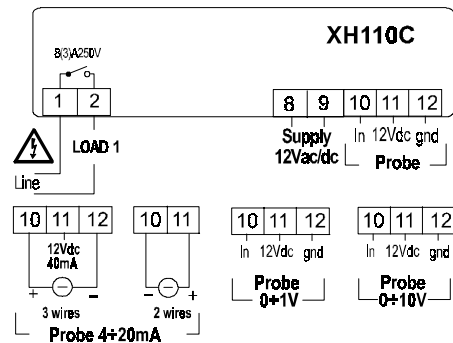 XH110C
8(3)A250V
1 2
8 9 10 11 12
LOAD 1
Line
Supply
12Vac/dc
In 12Vdc gnd
Probe
10 11 12
12Vdc
40mA
+ −
3 wires
10 11
− +
2 wires
Probe 4÷20mA
10 11 12
In 12Vdc gnd
Probe
0÷1V
10 11 12
In 12Vdc gnd
Probe
0÷10V